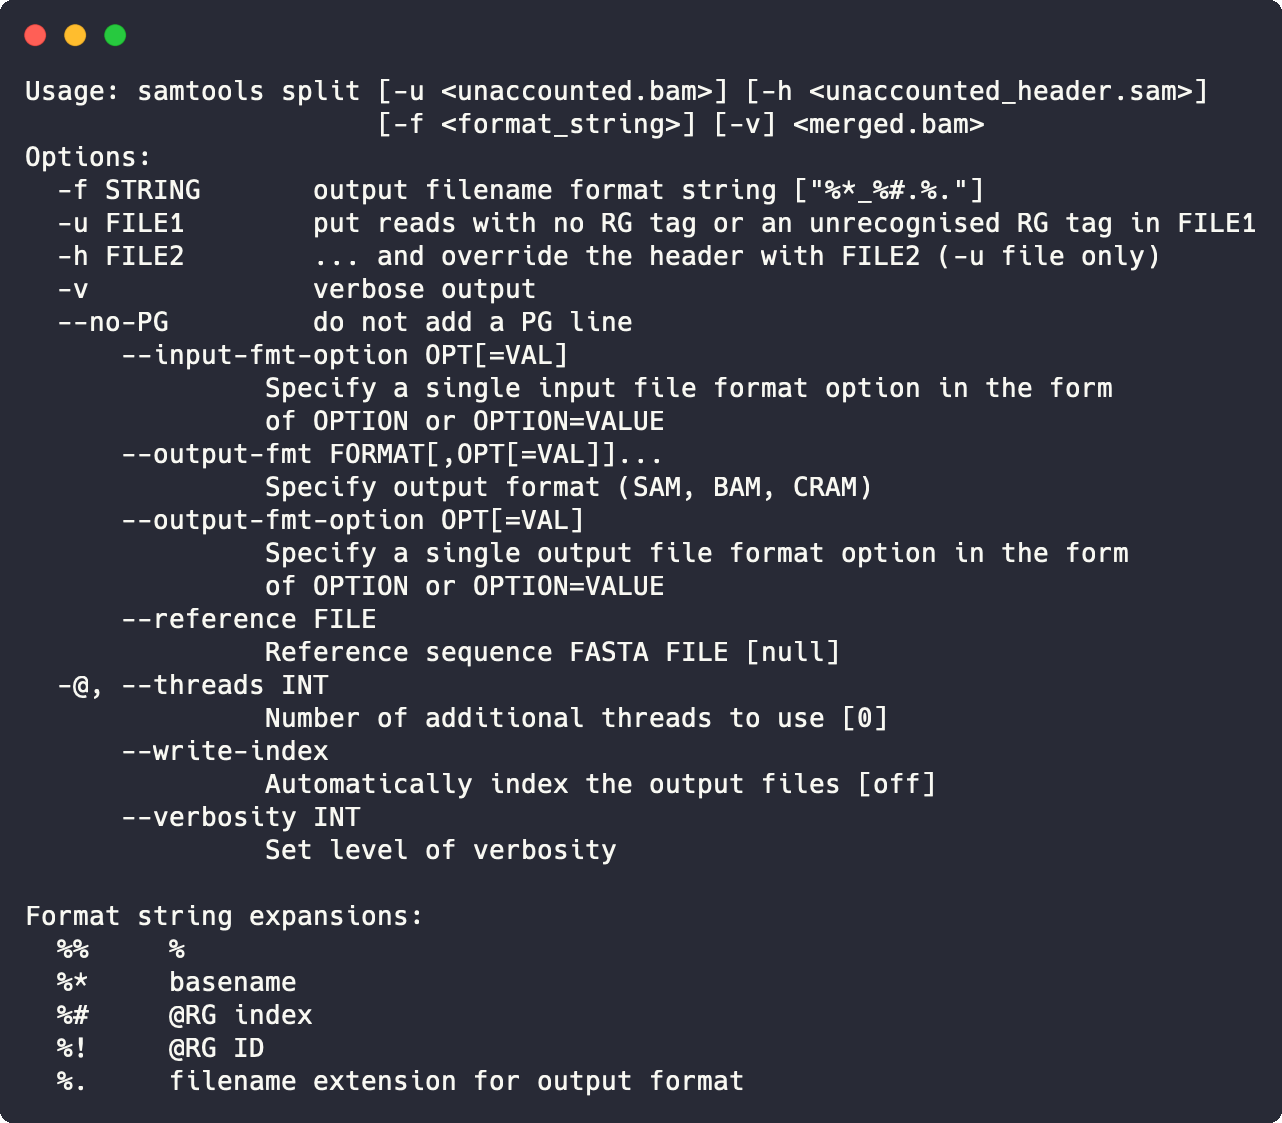 Usage: samtools split [-u <unaccounted.bam>] [-h <unaccounted_header.sam>]
                      [-f <format_string>] [-v] <merged.bam>
Options:
  -f STRING       output filename format string ["%*_%#.%."]
  -u FILE1        put reads with no RG tag or an unrecognised RG tag in FILE1
  -h FILE2        ... and override the header with FILE2 (-u file only)
  -v              verbose output
  --no-PG         do not add a PG line
      --input-fmt-option OPT[=VAL]
               Specify a single input file format option in the form
               of OPTION or OPTION=VALUE
      --output-fmt FORMAT[,OPT[=VAL]]...
               Specify output format (SAM, BAM, CRAM)
      --output-fmt-option OPT[=VAL]
               Specify a single output file format option in the form
               of OPTION or OPTION=VALUE
      --reference FILE
               Reference sequence FASTA FILE [null]
  -@, --threads INT
               Number of additional threads to use [0]
      --write-index
               Automatically index the output files [off]
      --verbosity INT
               Set level of verbosity

Format string expansions:
  %%     %
  %*     basename
  %#     @RG index
  %!     @RG ID
  %.     filename extension for output format